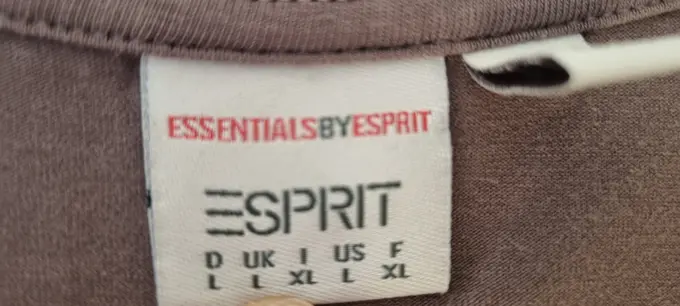 ESSENTIALSBYESPRIT
ESPRIT
D UK I US F
L L XL L XL